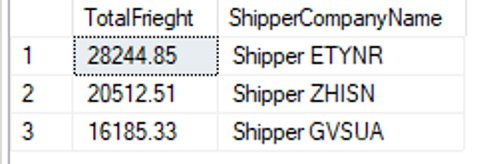 TotalFrieght ShipperCompanyName
1 28244.85 Shipper ETYNR
2 20512.51 Shipper ZHISN
3 16185.33 Shipper GVSUA